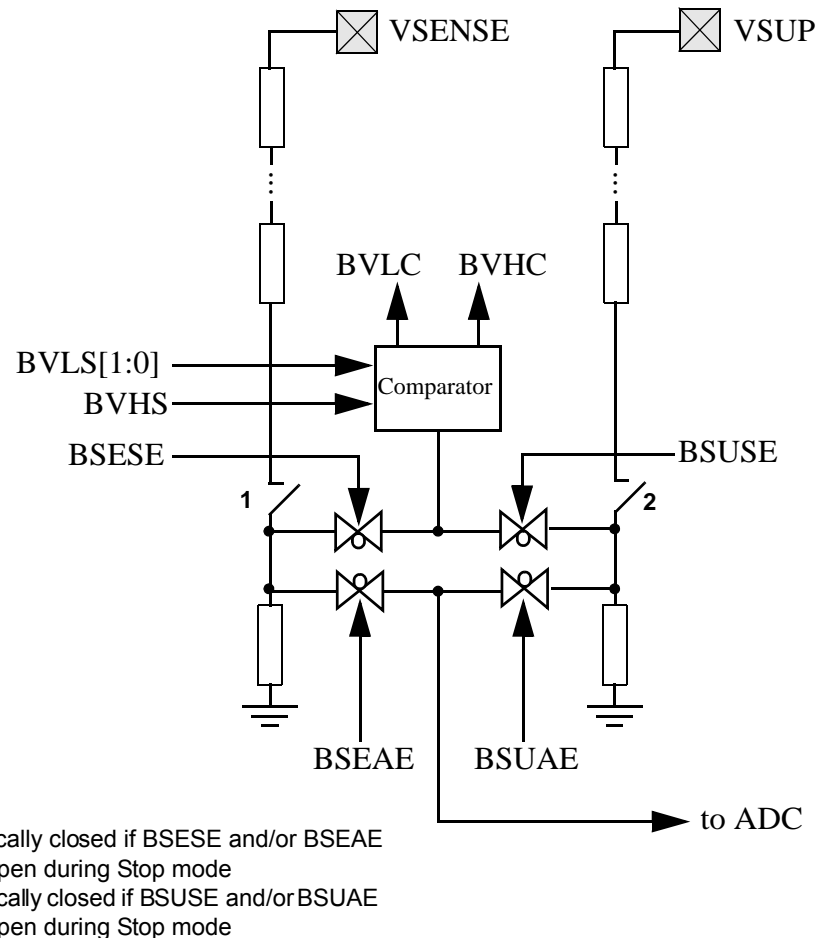 VSENSE
VSUP
BVLC
BVHC
BVLS[1:0]
Comparator
BVHS
BSESE
BSUSE
1
2
BSEAE
BSUAE
to ADC
cally closed if BSESE and/or BSEAE
pen during Stop mode
cally closed if BSUSE and/or BSUAE
pen during Stop mode